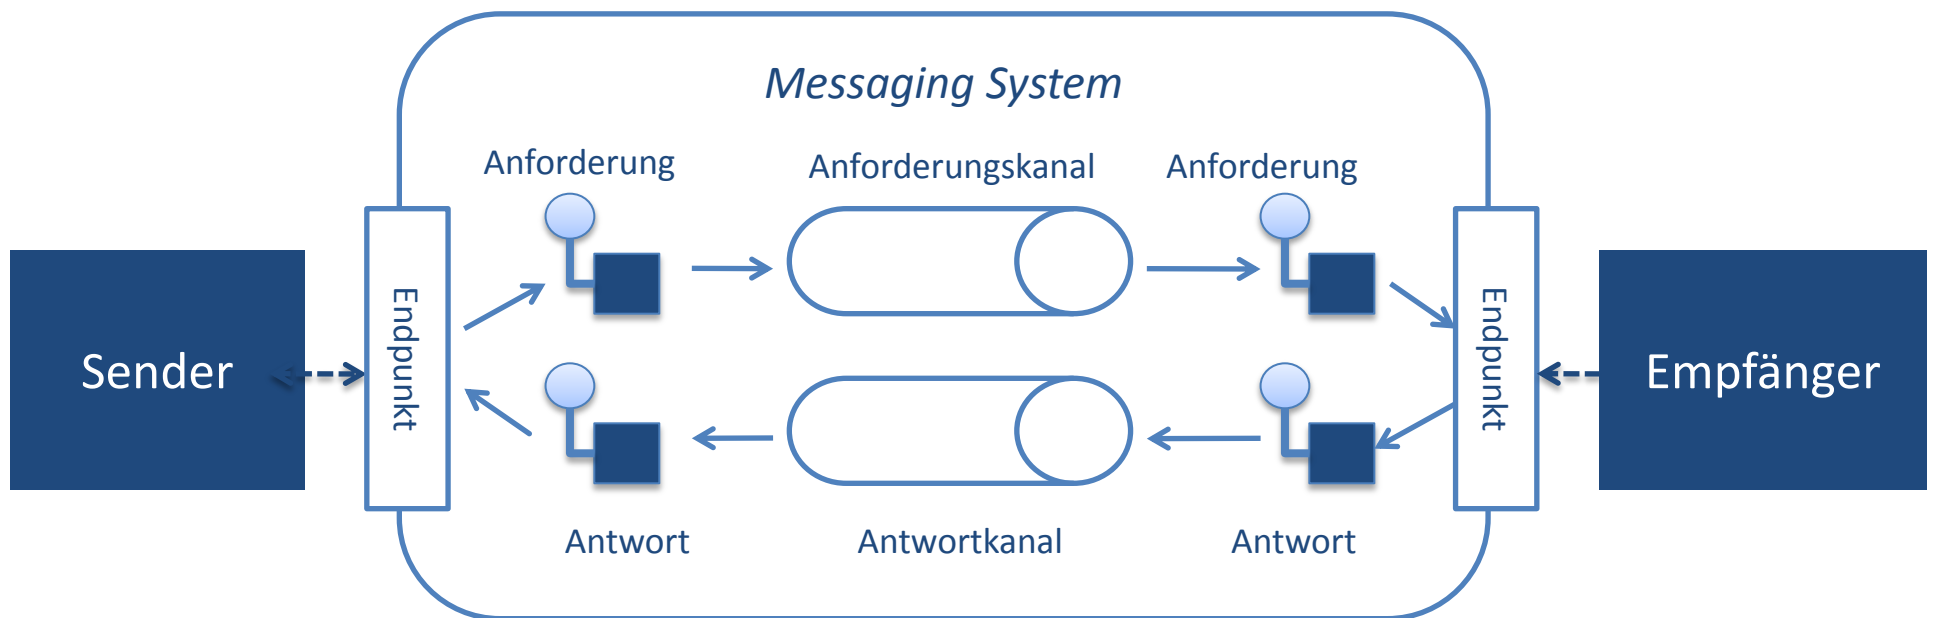 Messaging System
Anforderung
Anforderungskanal
Anforderung
Sender
Endpunkt
Endpunkt
Empfänger
Antwort
Antwortkanal
Antwort